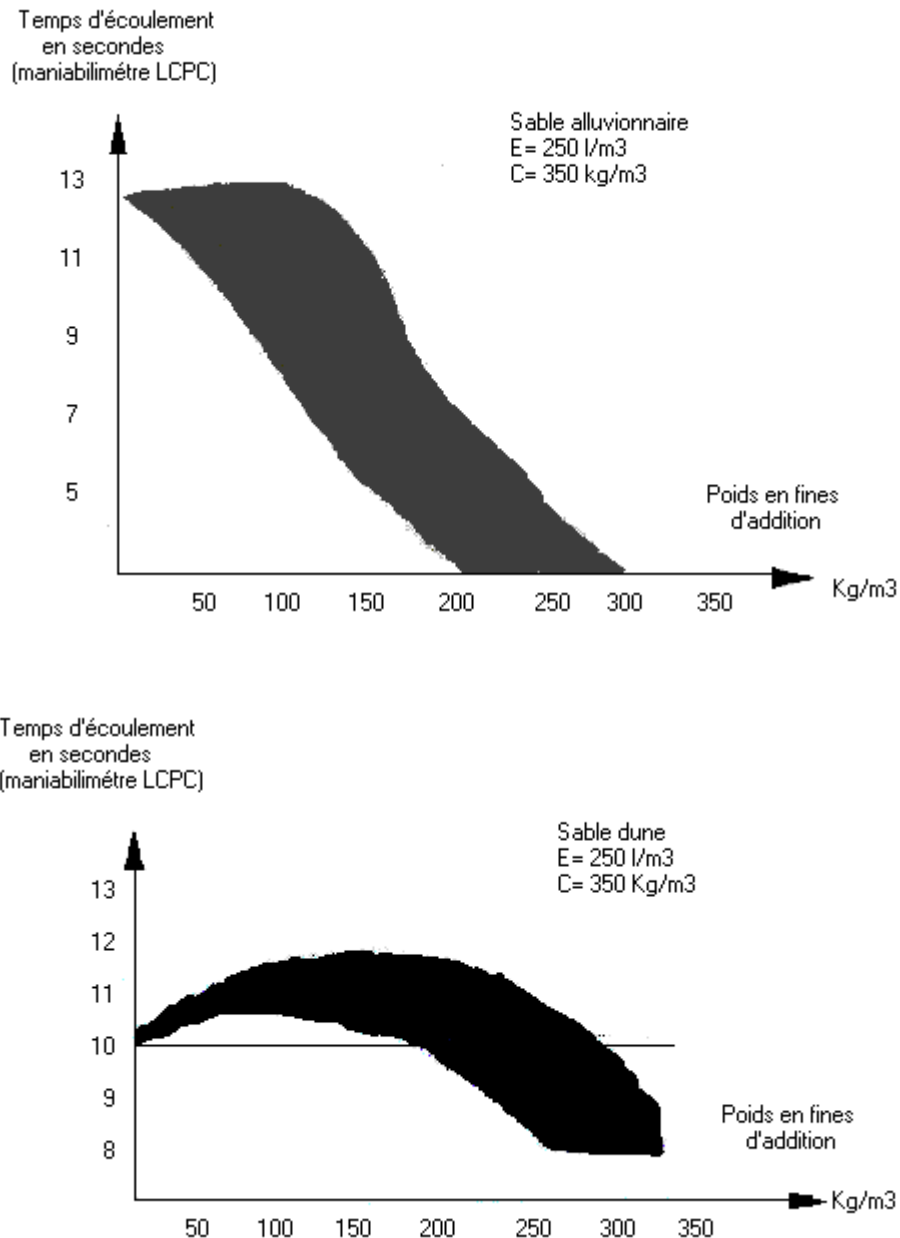 Temps d'écoulement
en secondes
(maniabilimétre LCPC)
Sable alluvionnaire
E= 250 l/m3
C= 350 kg/m3
13
11
9
7
5
Poids en fines
d'addition
50 100 150 200 250 300 350 Kg/m3
Temps d'écoulement
en secondes
(maniabilimétre LCPC)
Sable dune
E= 250 l/m3
C= 350 Kg/m3
13
12
11
10
9
8
Poids en fines
d'addition
50 100 150 200 250 300 350 Kg/m3